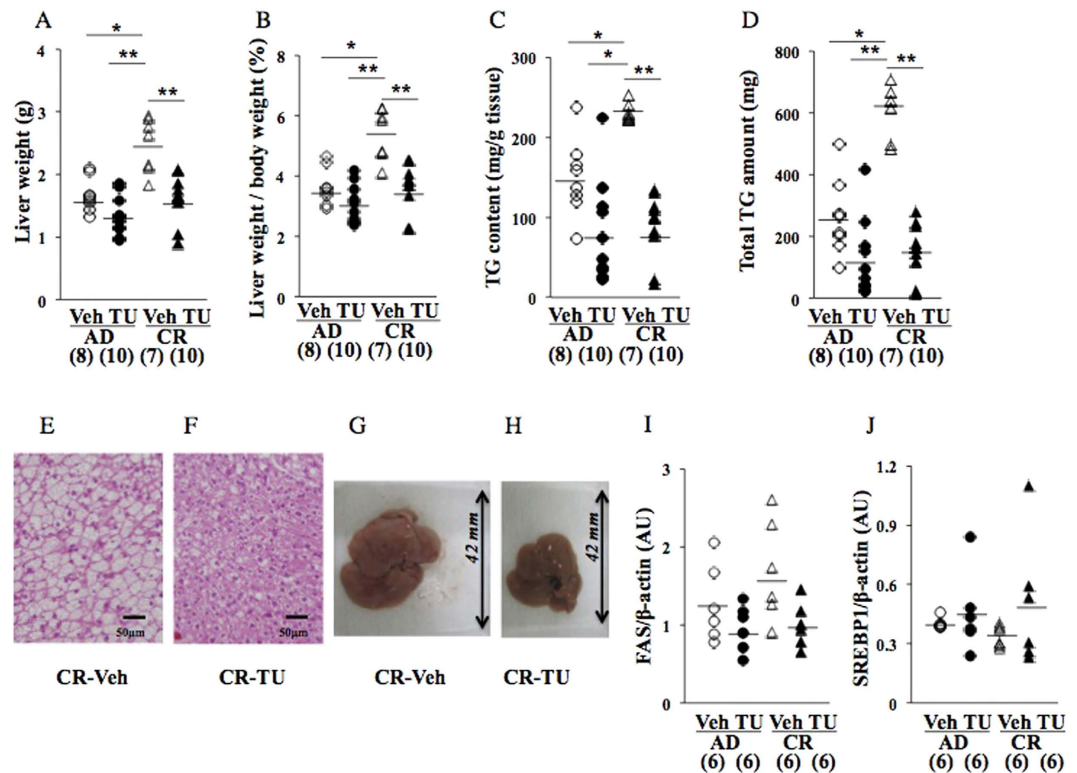 A
*
**
**
Liver weight (g)
4
3
2
1
0
Veh TU Veh TU
AD CR
(8) (10) (7) (10)
B
*
**
**
Liver weight / body weight (%)
8
6
4
2
0
Veh TU Veh TU
AD CR
(8) (10) (7) (10)
C
*
*
**
TG content (mg/g tissue)
300
200
100
0
Veh TU Veh TU
AD CR
(8) (10) (7) (10)
D
*
**
**
Total TG amount (mg)
800
600
400
200
0
Veh TU Veh TU
AD CR
(8) (10) (7) (10)
E
50μm
CR-Veh
F
50μm
CR-TU
G
42 mm
CR-Veh
H
42 mm
CR-TU
I
FAS/β-actin (AU)
3
2
1
0
Veh TU Veh TU
AD CR
(6) (6) (6) (6)
J
SREBP1/β-actin (AU)
1.2
0.9
0.6
0.3
0.0
Veh TU Veh TU
AD CR
(6) (6) (6) (6)